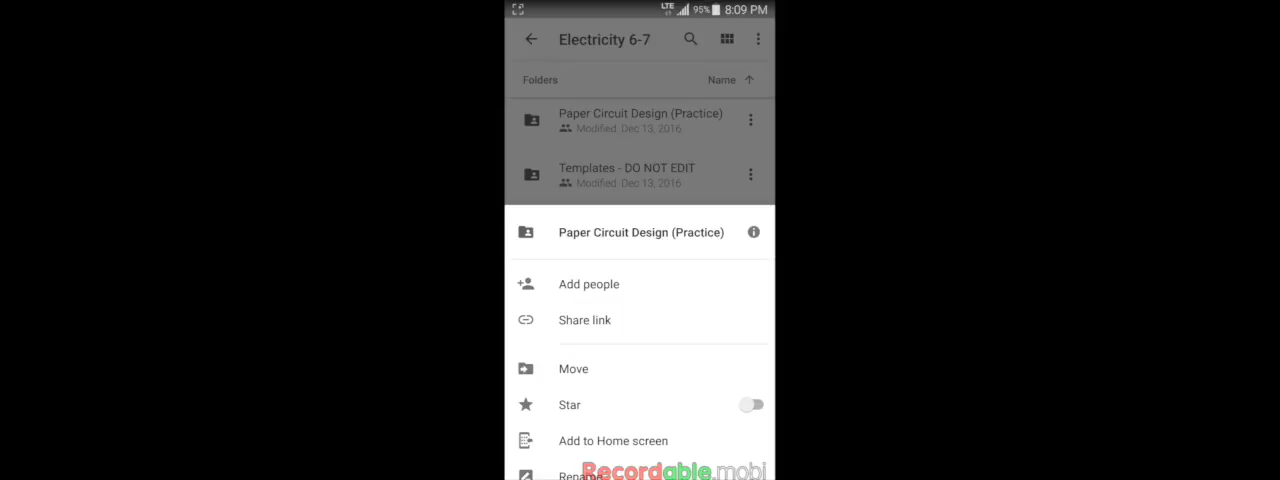 LTE 95% 8:09 PM
Electricity 6-7
Folders Name
Paper Circuit Design (Practice)
Modified Dec 13, 2016
Templates - DO NOT EDIT
Modified Dec 13, 2016
Paper Circuit Design (Practice)
Add people
Share link
Move
Star
Add to Home screen
Rename
Recordable.mobi